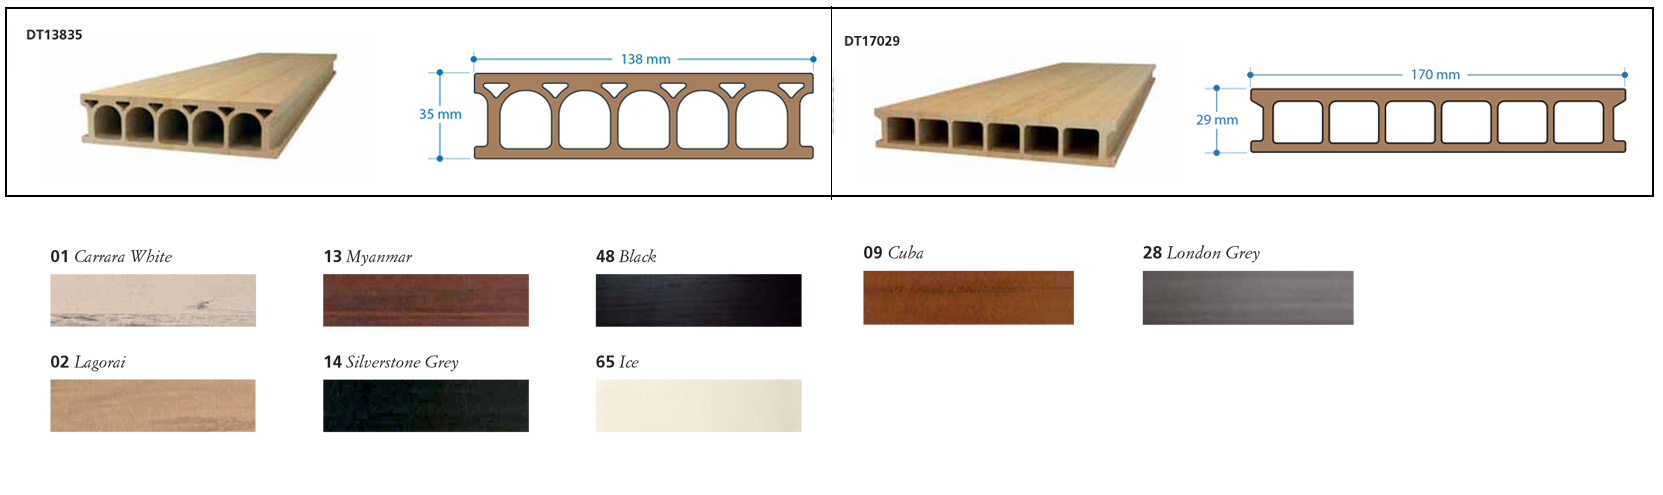 DT13835
138 mm
35 mm
DT17029
170 mm
29 mm
01 Carrara White
13 Myanmar
48 Black
09 Cuba
28 London Grey
02 Lagorai
14 Silverstone Grey
65 Ice